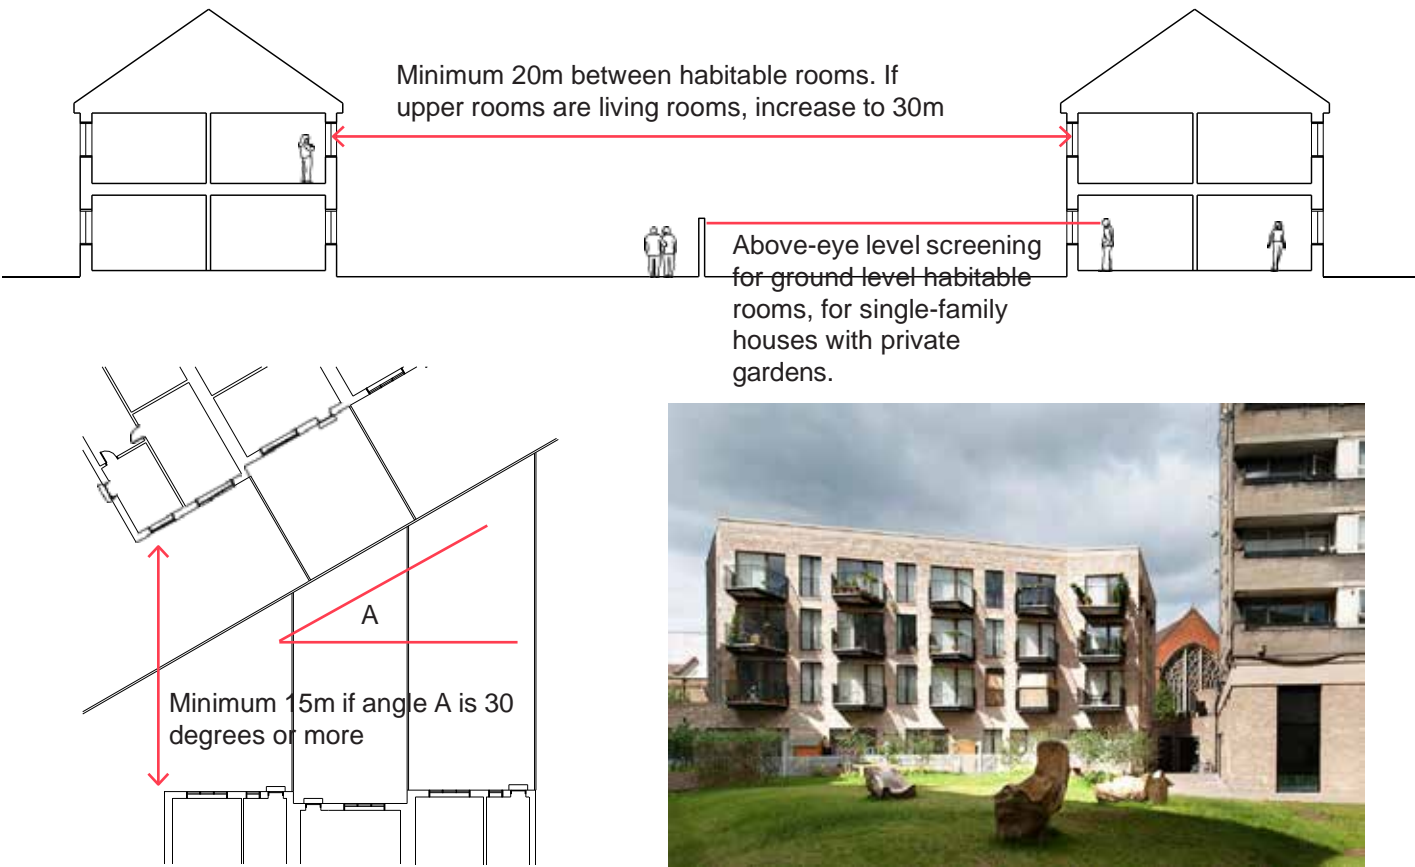 Minimum 20m between habitable rooms. If
upper rooms are living rooms, increase to 30m
Above-eye level screening
for ground level habitable
rooms, for single-family
houses with private
gardens.
A
Minimum 15m if angle A is 30
degrees or more